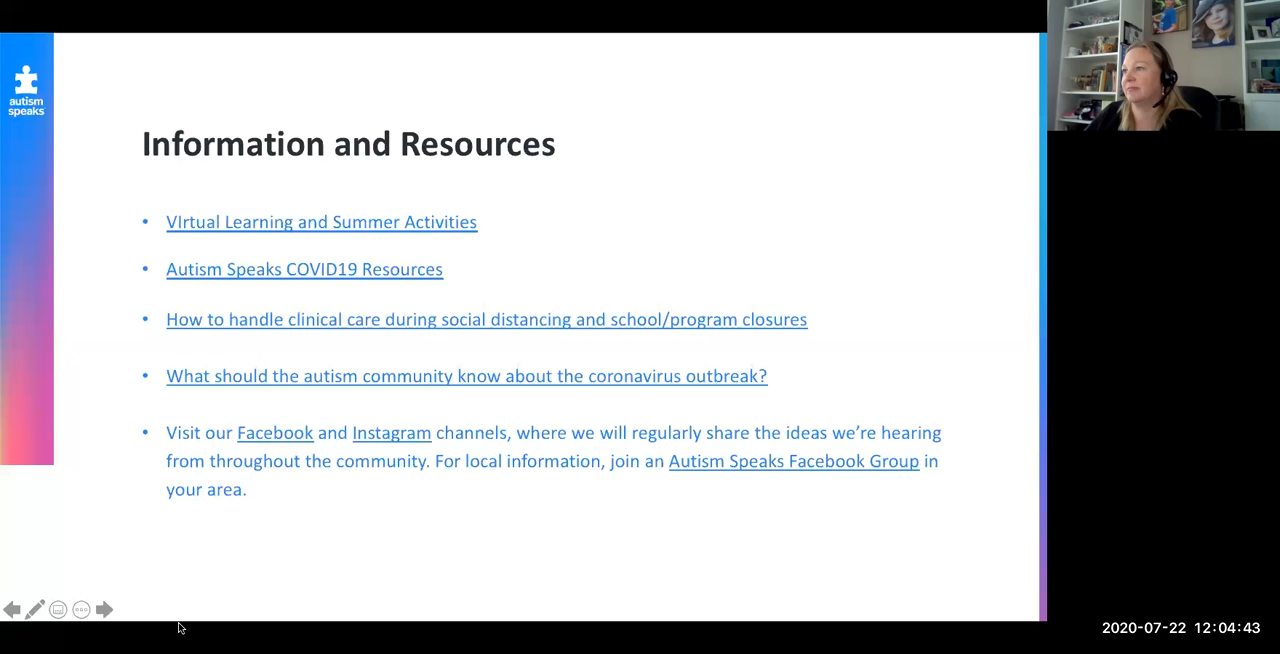 autism
speaks
Information and Resources
• VIrtual Learning and Summer Activities
• Autism Speaks COVID19 Resources
• How to handle clinical care during social distancing and school/program closures
• What should the autism community know about the coronavirus outbreak?
• Visit our Facebook and Instagram channels, where we will regularly share the ideas we’re hearing
from throughout the community. For local information, join an Autism Speaks Facebook Group in
your area.
2020-07-22 12:04:43